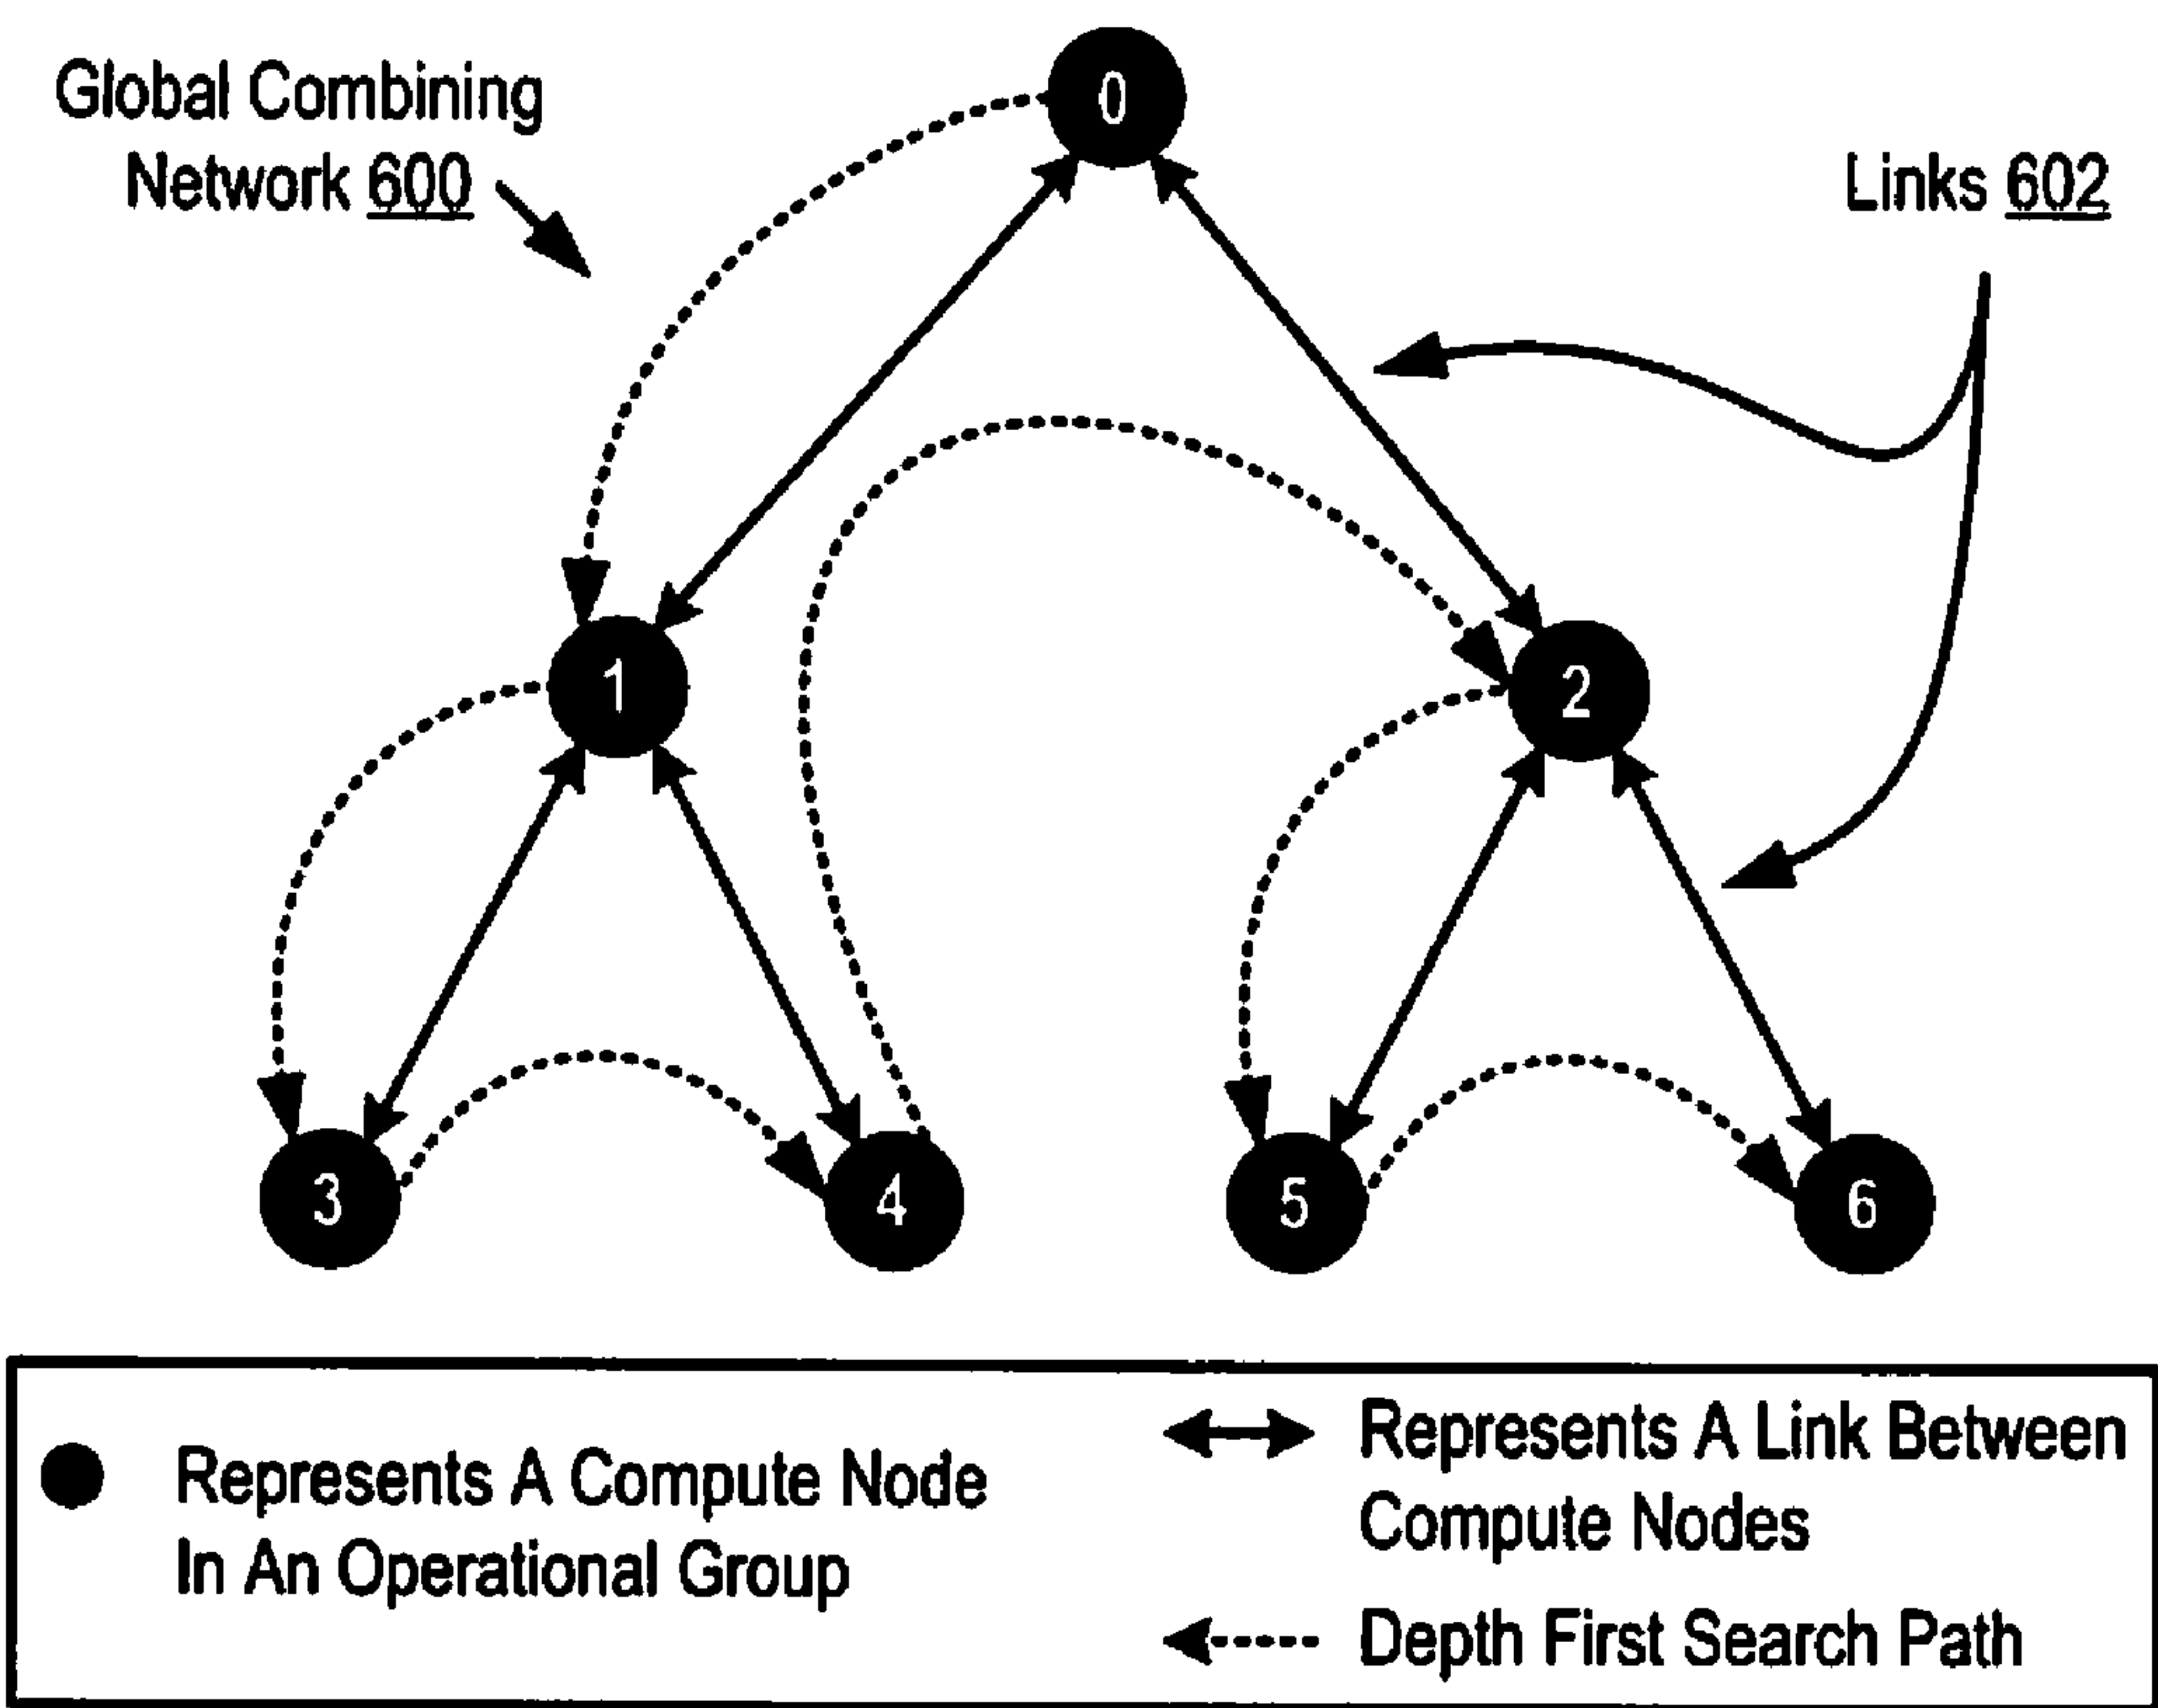 Global Combining
Network 600
Links 602
0
1
2
3
4
5
6
Represents A Compute Node
In An Operational Group
Represents A Link Between
Compute Nodes
Depth First Search Path